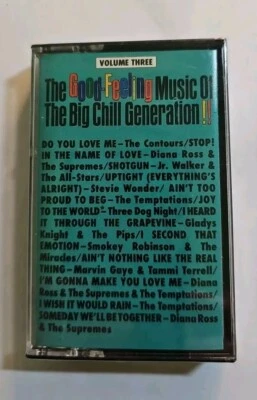 VOLUME THREE
The Good-Feeling Music Of
The Big Chill Generation!!
DO YOU LOVE ME—The Contours/STOP!
IN THE NAME OF LOVE—Diana Ross &
The Supremes/SHOTGUN—Jr. Walker &
The All-Stars/UPTIGHT (EVERYTHING'S
ALRIGHT)—Stevie Wonder/ AIN'T TOO
PROUD TO BEG—The Temptations/JOY
TO THE WORLD—Three Dog Night/I HEARD
IT THROUGH THE GRAPEVINE—Gladys
Knight & The Pips/I SECOND THAT
EMOTION—Smokey Robinson & The
Miracles/AIN'T NOTHING LIKE THE REAL
THING—Marvin Gaye & Tammi Terrell/
I'M GONNA MAKE YOU LOVE ME—Diana
Ross & The Supremes & The Temptations/
I WISH IT WOULD RAIN—The Temptations/
SOMEDAY WE'LL BE TOGETHER—Diana Ross
& The Supremes